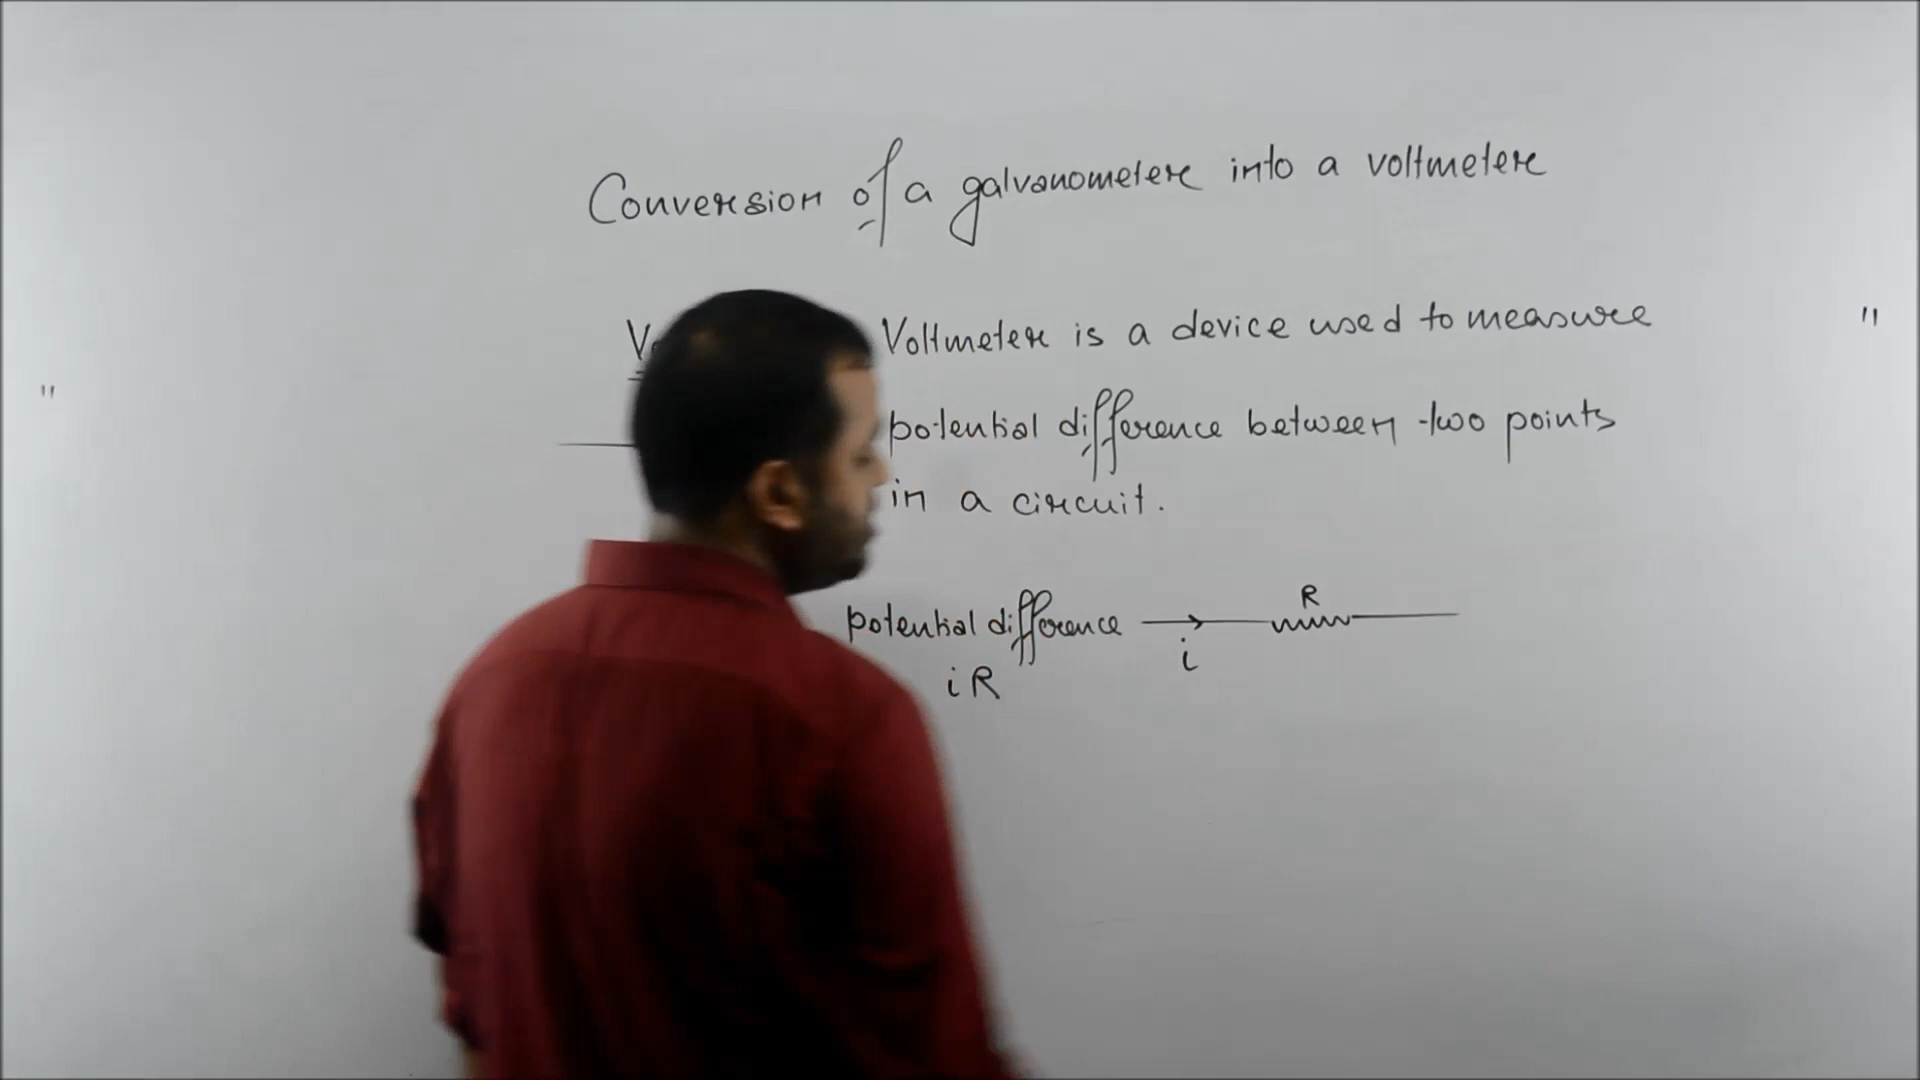 Conversion of a galvanometer into a voltmeter
Voltmeter is a device used to measure
potential difference between two points
in a circuit.
potential difference
iR
R
i